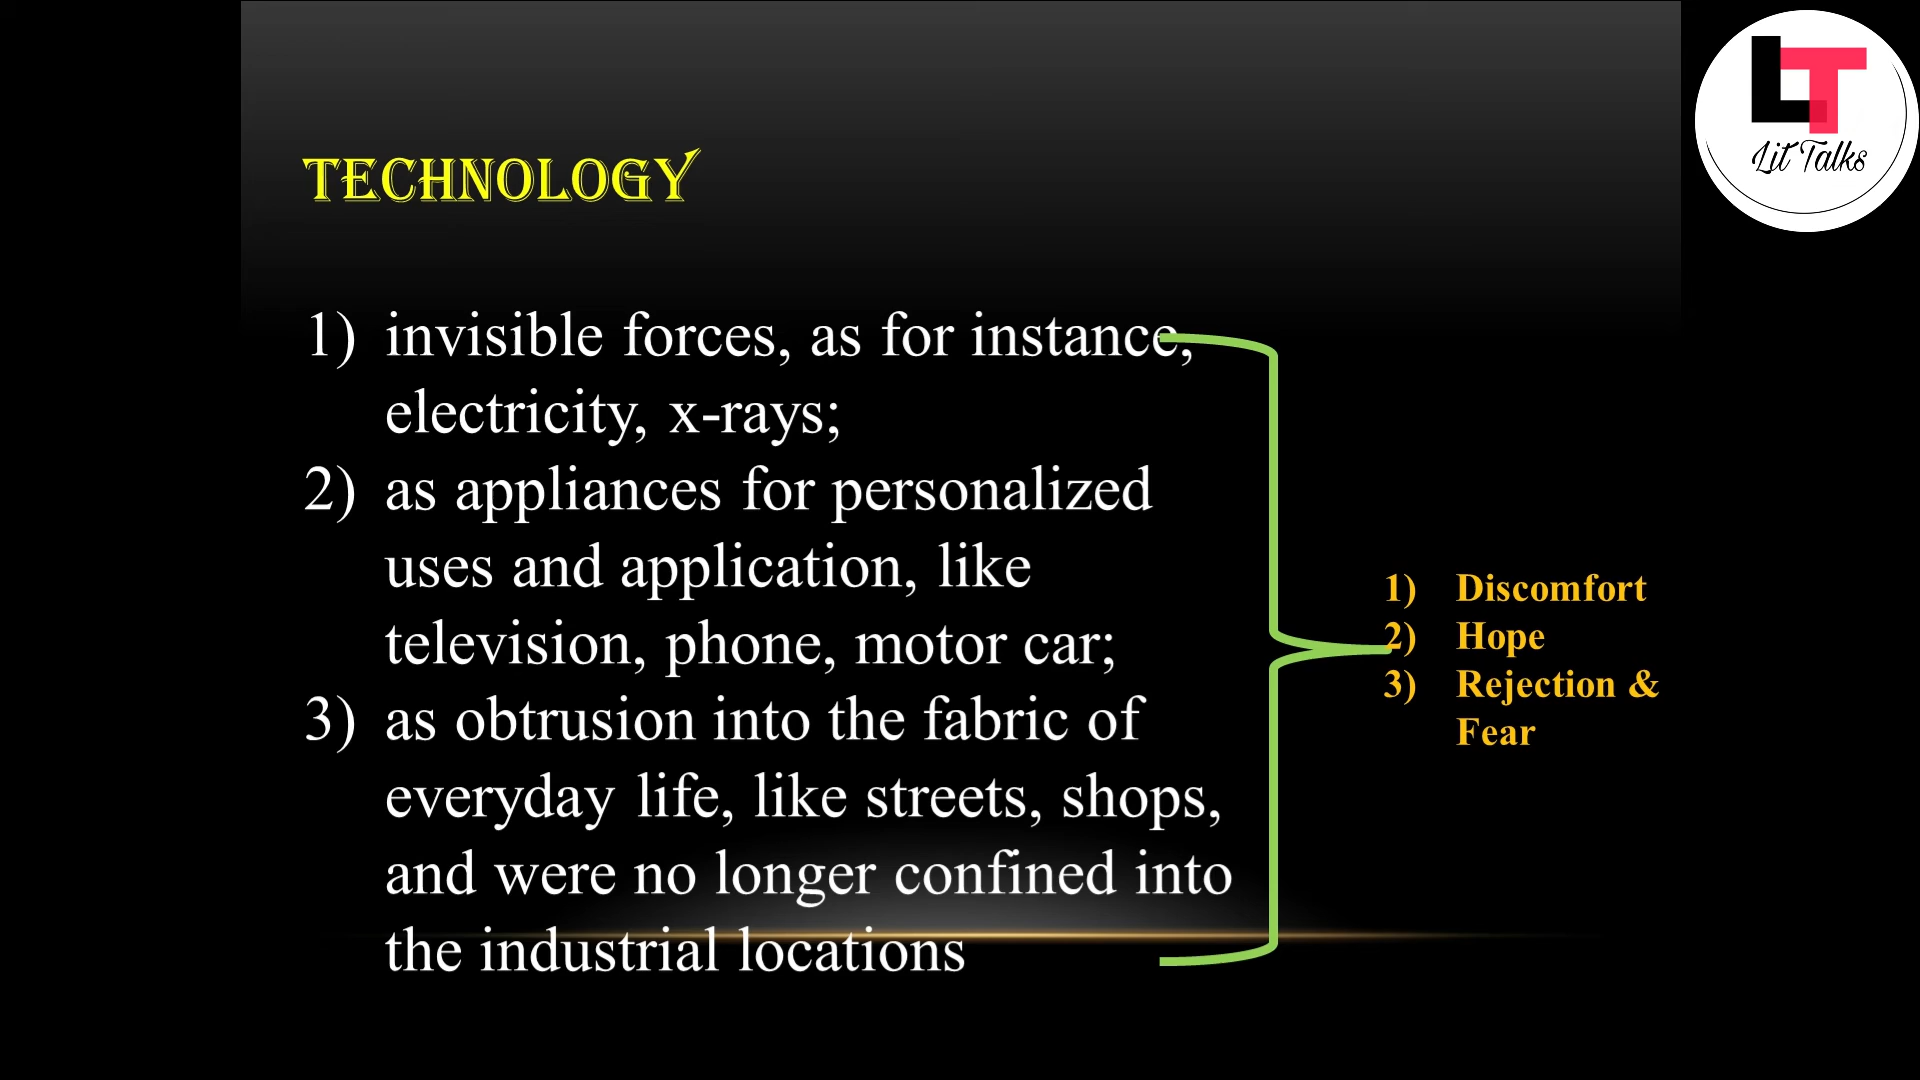 LT
Lit Talks
TECHNOLOGY
1) invisible forces, as for instance,
electricity, x-rays;
2) as appliances for personalized
uses and application, like
television, phone, motor car;
3) as obtrusion into the fabric of
everyday life, like streets, shops,
and were no longer confined into
the industrial locations
1) Discomfort
2) Hope
3) Rejection &
Fear